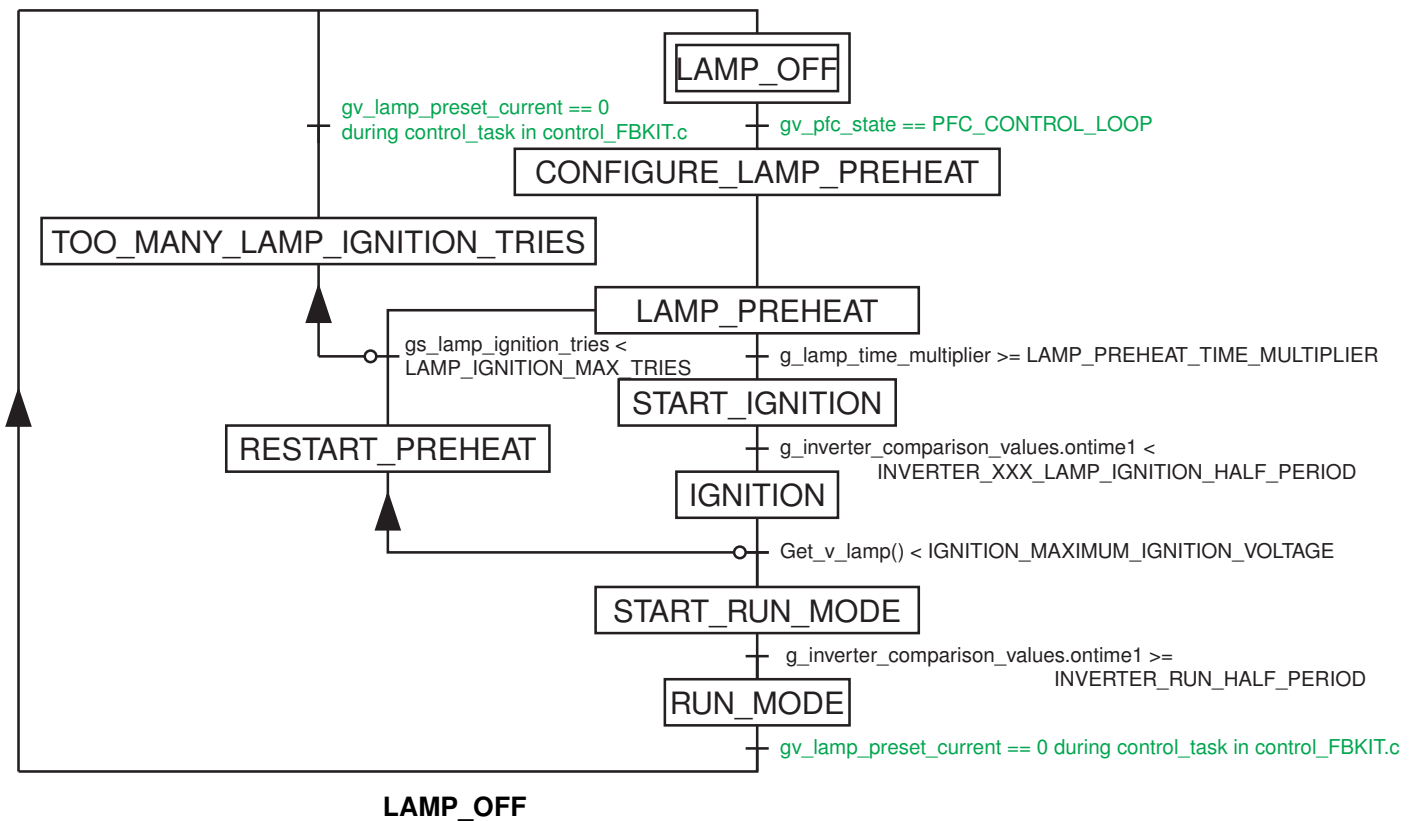 LAMP_OFF
gv_lamp_preset_current == 0
during control_task in control_FBKIT.c
gv_pfc_state == PFC_CONTROL_LOOP
CONFIGURE_LAMP_PREHEAT
TOO_MANY_LAMP_IGNITION_TRIES
LAMP_PREHEAT
gs_lamp_ignition_tries <
LAMP_IGNITION_MAX_TRIES
g_lamp_time_multiplier >= LAMP_PREHEAT_TIME_MULTIPLIER
START_IGNITION
RESTART_PREHEAT
g_inverter_comparison_values.ontime1 <
INVERTER_XXX_LAMP_IGNITION_HALF_PERIOD
IGNITION
Get_v_lamp() < IGNITION_MAXIMUM_IGNITION_VOLTAGE
START_RUN_MODE
g_inverter_comparison_values.ontime1 >=
INVERTER_RUN_HALF_PERIOD
RUN_MODE
gv_lamp_preset_current == 0 during control_task in control_FBKIT.c
LAMP_OFF